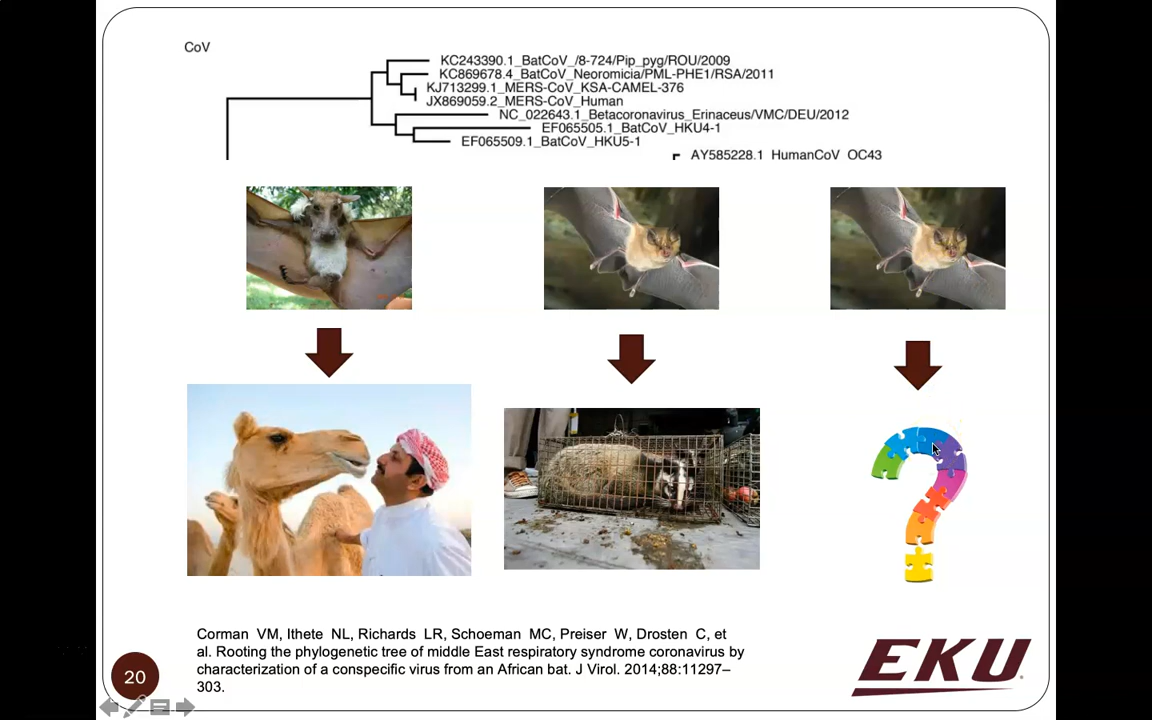 CoV
KC243390.1_BatCoV_/8-724/Pip_pyg/ROU/2009
KC869678.4_BatCoV_Neoromicia/PML-PHE1/RSA/2011
KJ713299.1_MERS-CoV_KSA-CAMEL-376
JX869059.2_MERS-CoV_Human
NC_022643.1_Betacoronavirus_Erinaceus/VMC/DEU/2012
EF065505.1_BatCoV_HKU4-1
EF065509.1_BatCoV_HKU5-1
AY585228.1_HumanCoV_OC43
Corman VM, Ithete NL, Richards LR, Schoeman MC, Preiser W, Drosten C, et
al. Rooting the phylogenetic tree of middle East respiratory syndrome coronavirus by
characterization of a conspecific virus from an African bat. J Virol. 2014;88:11297–
303.
20
EKU